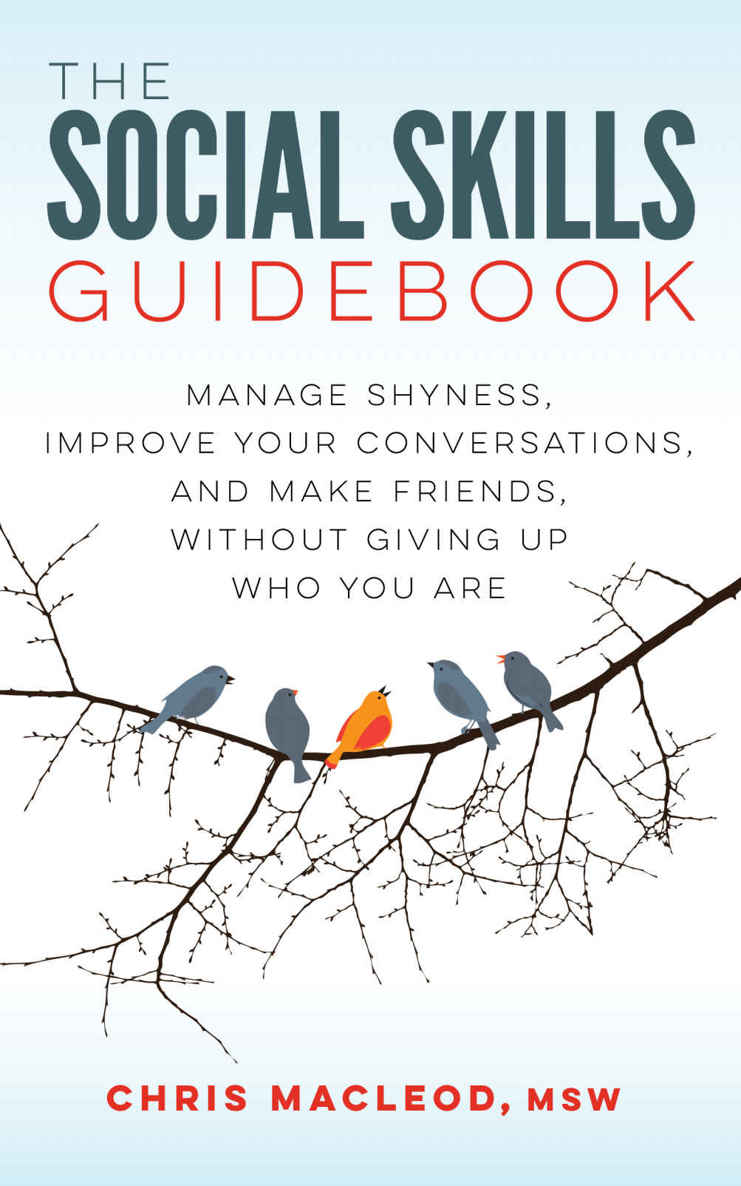 THE
SOCIAL SKILLS
GUIDEBOOK
MANAGE SHYNESS,
IMPROVE YOUR CONVERSATIONS,
AND MAKE FRIENDS,
WITHOUT GIVING UP
WHO YOU ARE
CHRIS MACLEOD, MSW